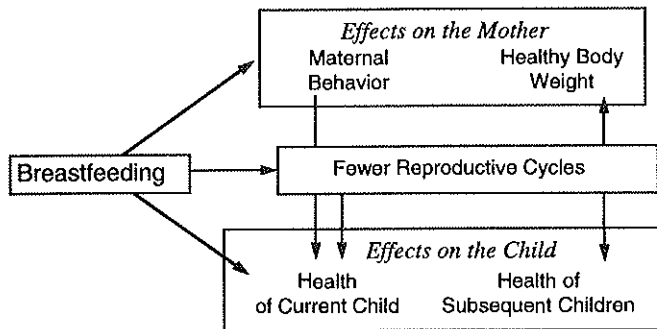 Effects on the Mother
Maternal
Behavior
Healthy Body
Weight
Breastfeeding
Fewer Reproductive Cycles
Effects on the Child
Health
of Current Child
Health of
Subsequent Children